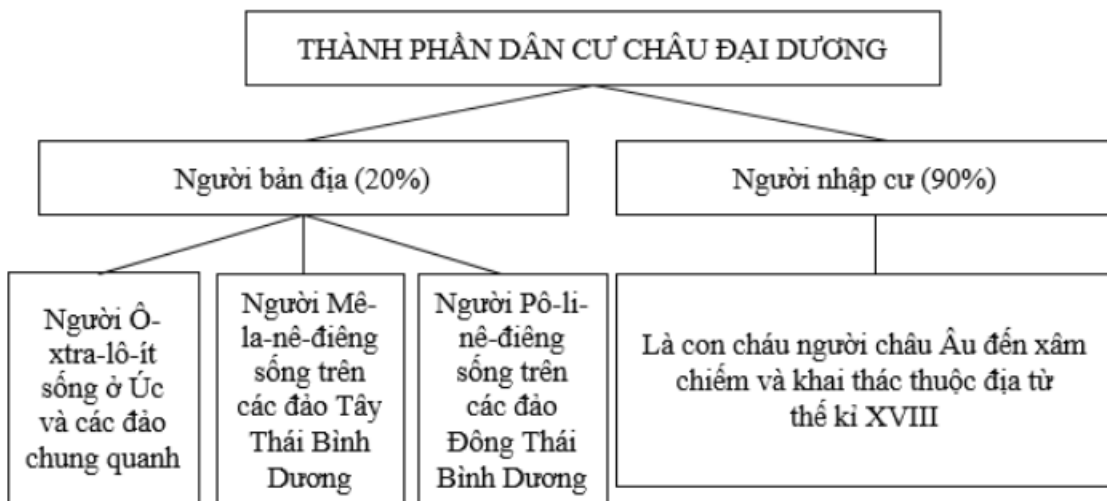 THÀNH PHẦN DÂN CƯ CHÂU ĐẠI DƯƠNG
Người bản địa (20%)
Người nhập cư (90%)
Người Ô-
xtra-lô-ít
sống ở Úc
và các đảo
chung quanh
Người Mê-
la-nê-điêng
sống trên
các đảo Tây
Thái Bình
Dương
Người Pô-li-
nê-điêng
sống trên
các đảo
Đông Thái
Bình Dương
Là con cháu người châu Âu đến xâm
chiếm và khai thác thuộc địa từ
thế kỉ XVIII